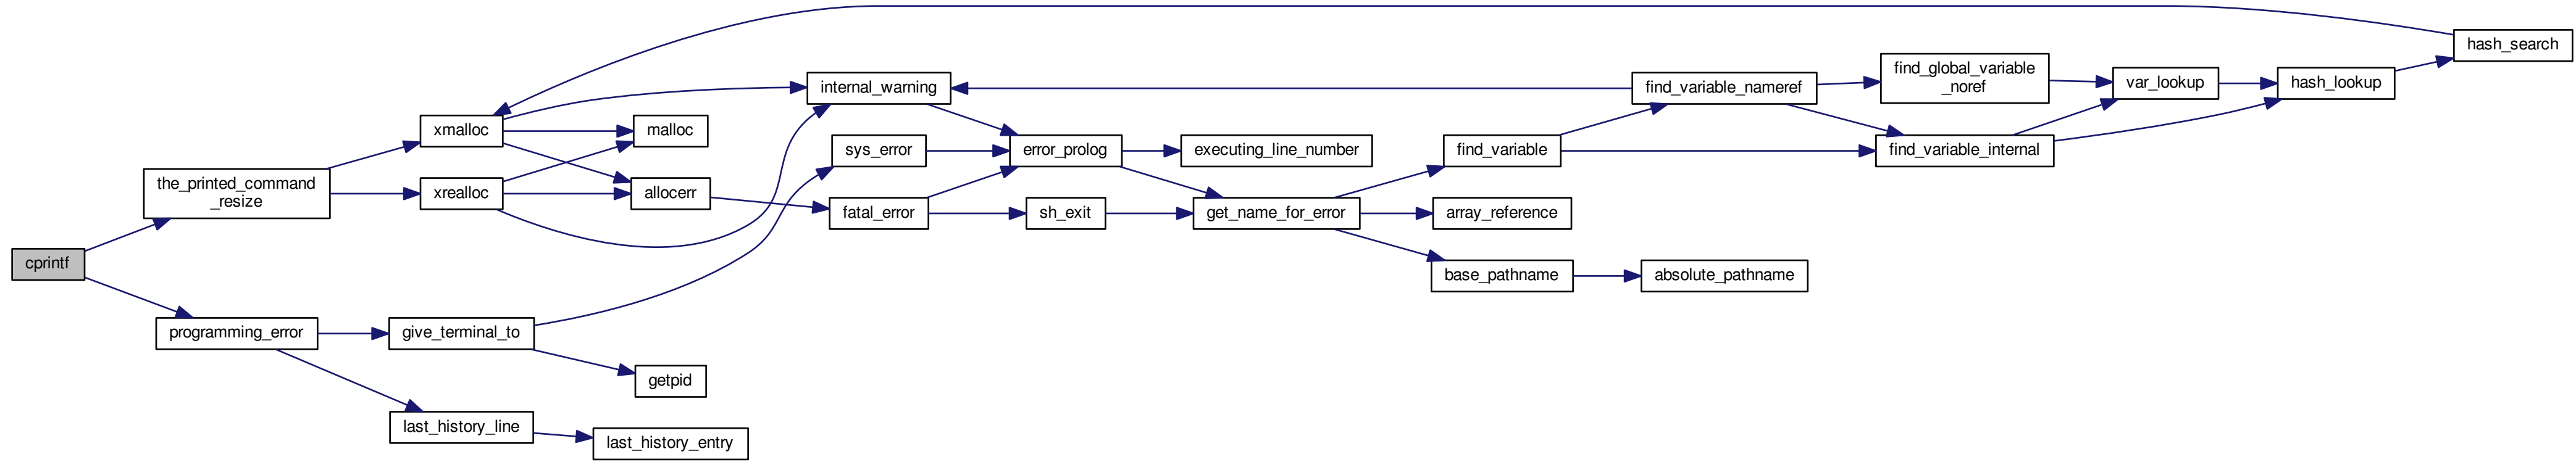 cprintf
the_printed_command
_resize
programming_error
xmalloc
xrealloc
give_terminal_to
last_history_line
malloc
allocerr
getpid
last_history_entry
internal_warning
sys_error
fatal_error
error_prolog
sh_exit
executing_line_number
get_name_for_error
find_variable
array_reference
base_pathname
find_variable_nameref
absolute_pathname
find_global_variable
_noref
find_variable_internal
var_lookup
hash_lookup
hash_search